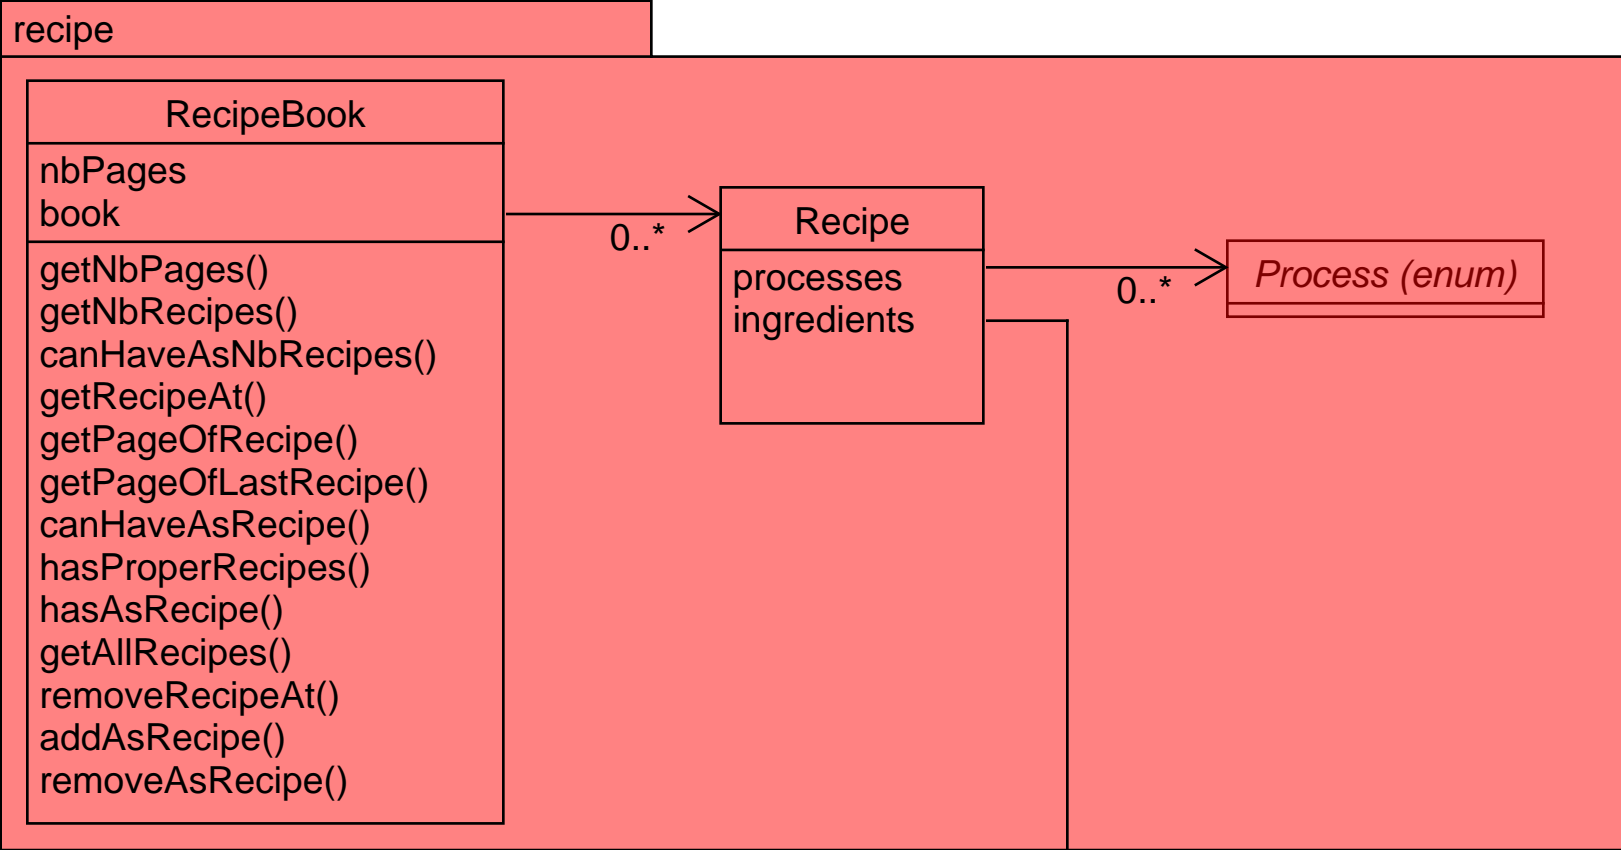 recipe
RecipeBook
nbPages
book
getNbPages()
getNbRecipes()
canHaveAsNbRecipes()
getRecipeAt()
getPageOfRecipe()
getPageOfLastRecipe()
canHaveAsRecipe()
hasProperRecipes()
hasAsRecipe()
getAllRecipes()
removeRecipeAt()
addAsRecipe()
removeAsRecipe()
0..*
Recipe
processes
ingredients
0..*
Process (enum)